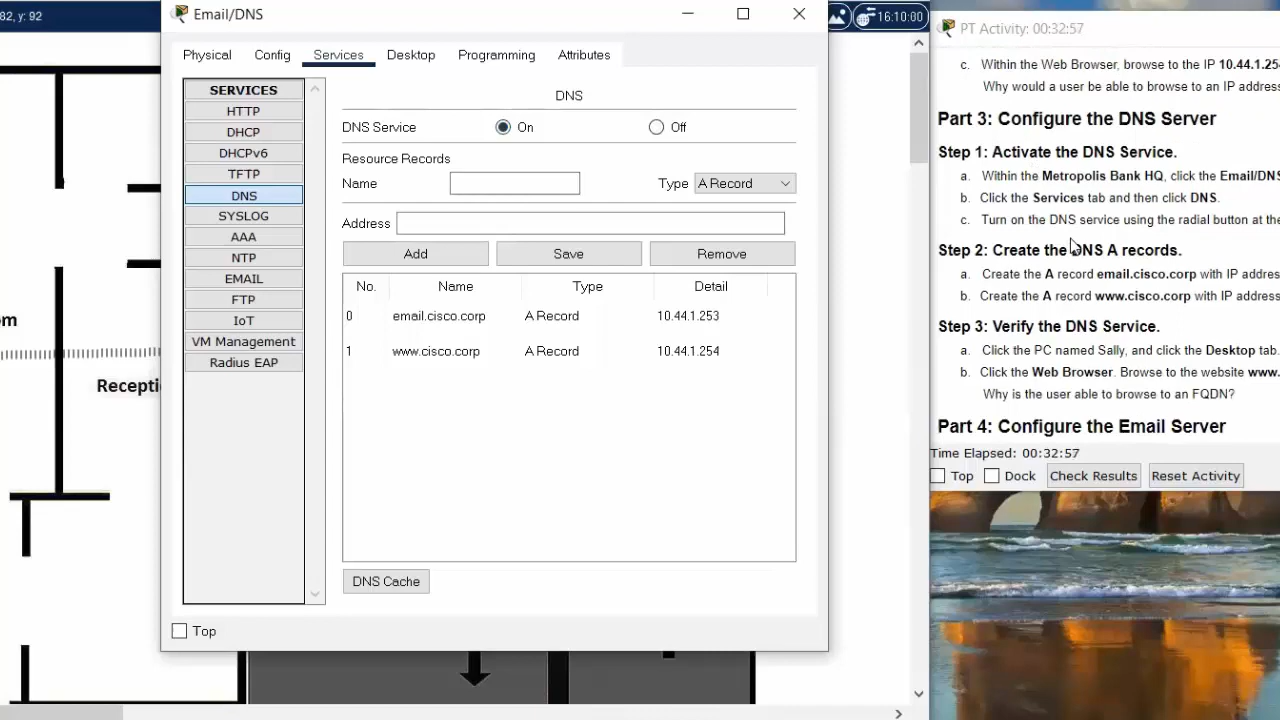 82, y: 92
Email/DNS
16:10:00
PT Activity: 00:32:57
Physical Config Services Desktop Programming Attributes
SERVICES
HTTP
DHCP
DHCPv6
TFTP
DNS
SYSLOG
AAA
NTP
EMAIL
FTP
IoT
VM Management
Radius EAP
DNS
DNS Service On Off
Resource Records
Name Type A Record
Address
Add Save Remove
No. Name Type Detail
0 email.cisco.corp A Record 10.44.1.253
1 www.cisco.corp A Record 10.44.1.254
DNS Cache
Top
om
Recepti
c. Within the Web Browser, browse to the IP 10.44.1.25
Why would a user be able to browse to an IP address
Part 3: Configure the DNS Server
Step 1: Activate the DNS Service.
a. Within the Metropolis Bank HQ, click the Email/DNS
b. Click the Services tab and then click DNS.
c. Turn on the DNS service using the radial button at the
Step 2: Create the DNS A records.
a. Create the A record email.cisco.corp with IP address
b. Create the A record www.cisco.corp with IP address
Step 3: Verify the DNS Service.
a. Click the PC named Sally, and click the Desktop tab.
b. Click the Web Browser. Browse to the website www.
Why is the user able to browse to an FQDN?
Part 4: Configure the Email Server
Time Elapsed: 00:32:57
Top Dock Check Results Reset Activity